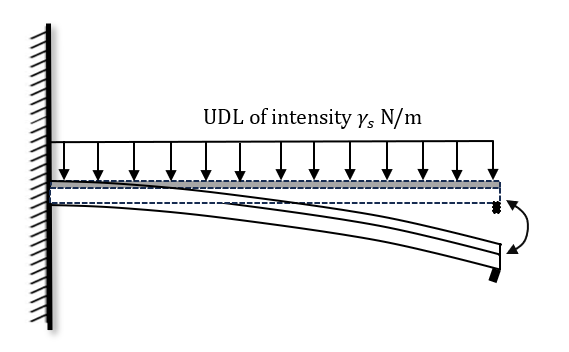 UDL of intensity γₛ N/m